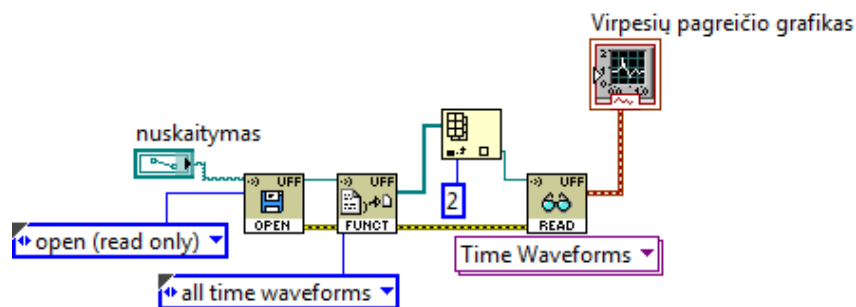 Virpesių pagreičio grafikas
nuskaitymas
UFF
OPEN
UFF
FUNCT
2
UFF
READ
open (read only)
Time Waveforms
all time waveforms